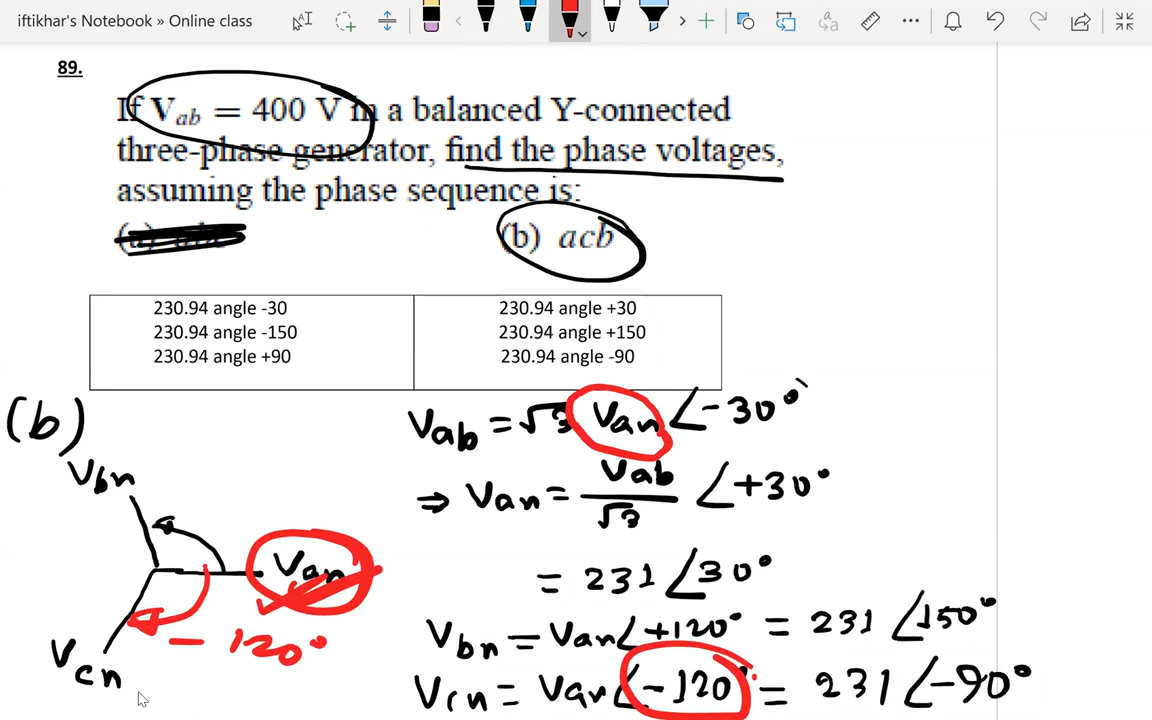 iftikhar's Notebook » Online class
89.
If Vab = 400 V in a balanced Y-connected
three-phase generator, find the phase voltages,
assuming the phase sequence is:
(b) acb
230.94 angle -30
230.94 angle -150
230.94 angle +90
230.94 angle +30
230.94 angle +150
230.94 angle -90
(b)
Vbn
Van
-120°
Vcn
Vab = √3 Van ∠-30°
⇒ Van = Vab/√3 ∠+30°
= 231 ∠30°
Vbn = Van∠+120° = 231 ∠150°
Vcn = Van∠-120° = 231 ∠-90°